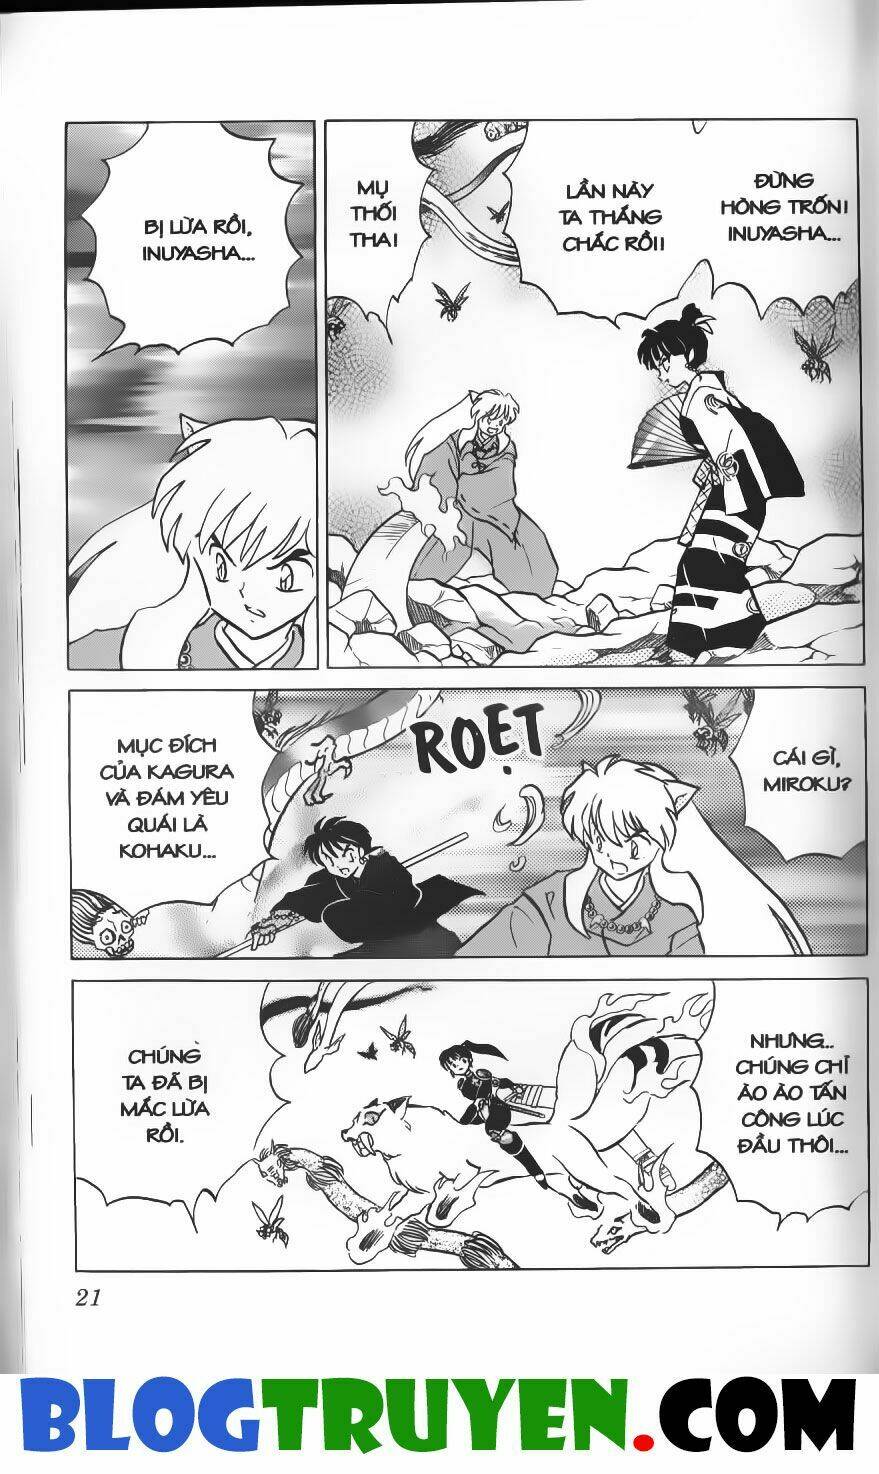 ĐỪNG
HÒNG TRỐN!
INUYASHA...
LẦN NÀY
TA THẮNG
CHẮC RỒI!
MỤ
THỐI
THA!
BỊ LỪA RỒI,
INUYASHA...
CÁI GÌ,
MIROKU?
ROẸT
MỤC ĐÍCH
CỦA KAGURA
VÀ ĐÁM YÊU
QUÁI LÀ
KOHAKU...
NHƯNG...
CHÚNG CHỈ
ÀO ÀO TẤN
CÔNG LÚC
ĐẦU THÔI...
CHÚNG
TA ĐÃ BỊ
MẮC LỪA
RỒI.
21
BLOGTRUYEN.COM